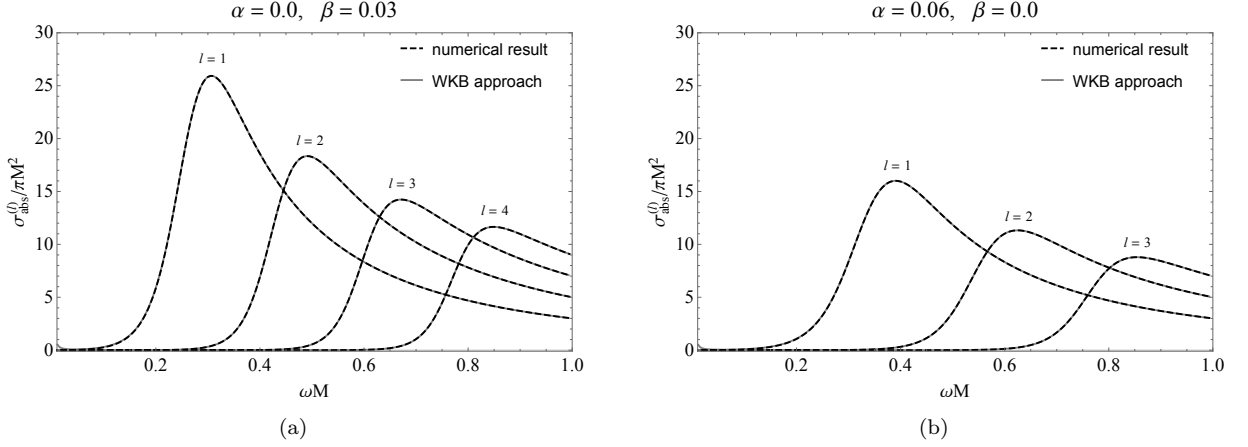 α = 0.0, β = 0.03
30
25
20
15
10
5
0
σ_abs^(l)/πM²
0.2
0.4
0.6
0.8
1.0
ωM
l = 1
l = 2
l = 3
l = 4
numerical result
WKB approach
(a)
α = 0.06, β = 0.0
30
25
20
15
10
5
0
σ_abs^(l)/πM²
0.2
0.4
0.6
0.8
1.0
ωM
l = 1
l = 2
l = 3
numerical result
WKB approach
(b)